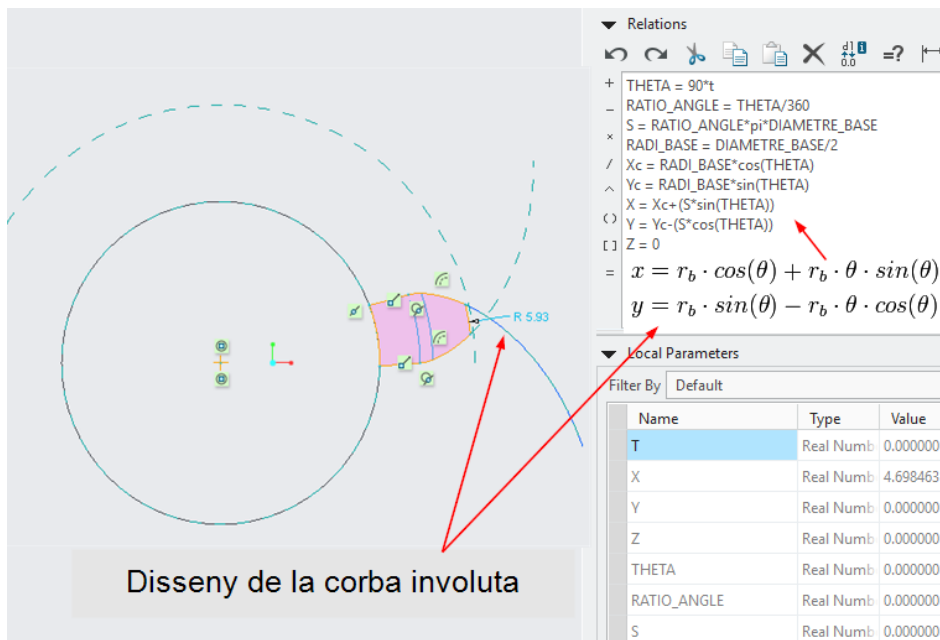 Relations
d1
0.0
=?
+
THETA = 90*t
–
RATIO_ANGLE = THETA/360
S = RATIO_ANGLE*pi*DIAMETRE_BASE
×
RADI_BASE = DIAMETRE_BASE/2
/
Xc = RADI_BASE*cos(THETA)
^
Yc = RADI_BASE*sin(THETA)
X = Xc+(S*sin(THETA))
()
Y = Yc-(S*cos(THETA))
[]
Z = 0
=
x = r_b · cos(θ) + r_b · θ · sin(θ)
y = r_b · sin(θ) − r_b · θ · cos(θ)
R 5.93
Local Parameters
Filter By Default
Name Type Value
T Real Numb 0.000000
X Real Numb 4.698463
Y Real Numb 0.000000
Z Real Numb 0.000000
THETA Real Numb 0.000000
RATIO_ANGLE Real Numb 0.000000
S Real Numb 0.000000
Disseny de la corba involuta